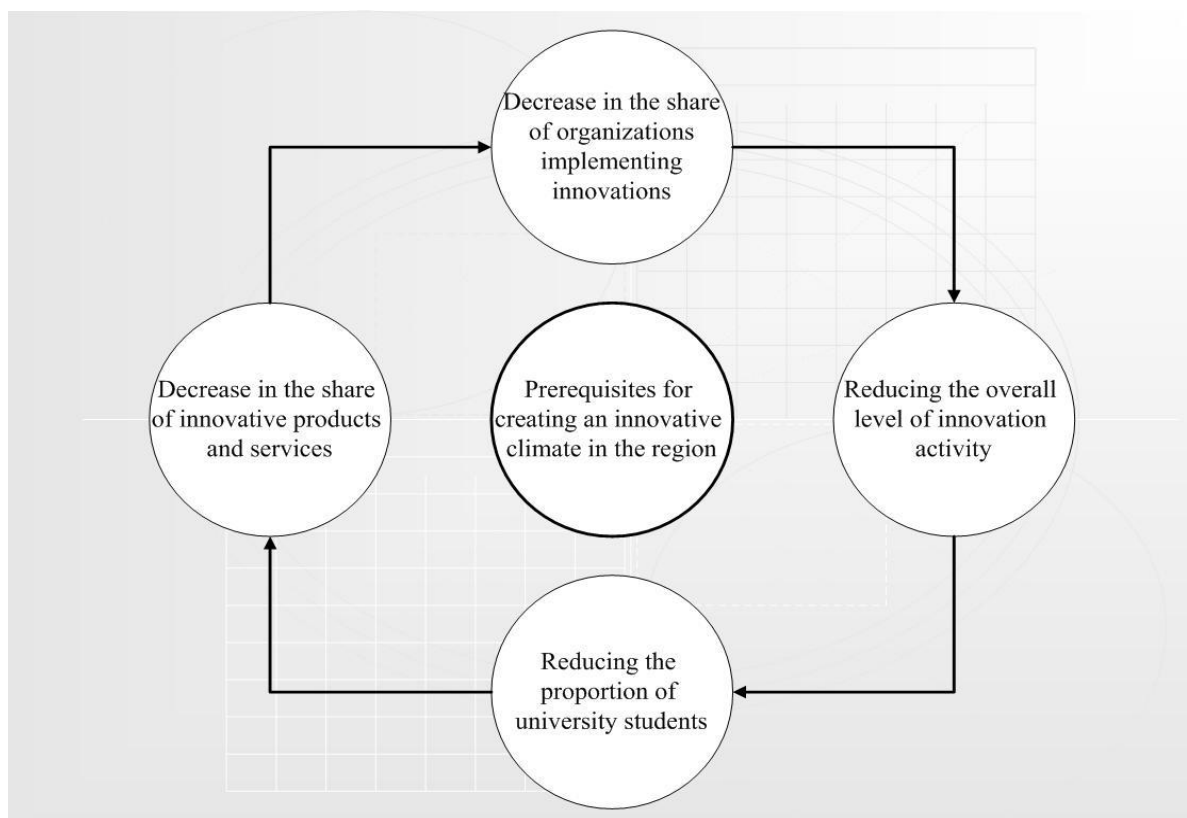 Decrease in the share
of organizations
implementing
innovations
Decrease in the share
of innovative products
and services
Prerequisites for
creating an innovative
climate in the region
Reducing the overall
level of innovation
activity
Reducing the
proportion of
university students